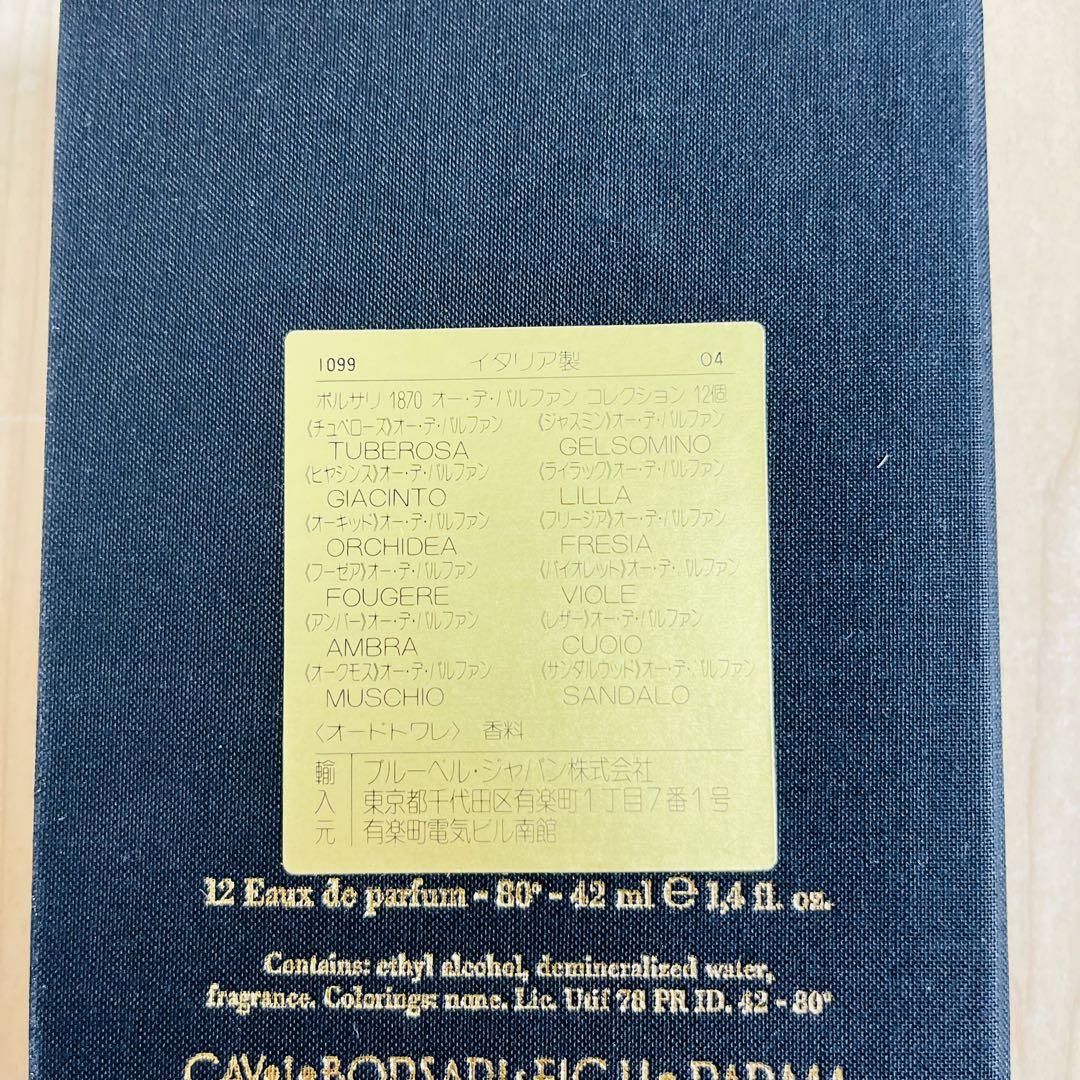 1099 イタリア製 04
ボルサリ 1870 オー・デ・パルファン コレクション 12個
《チュベローズ》オー・デ・パルファン 《ジャスミン》オー・デ・パルファン
TUBEROSA GELSOMINO
《ヒヤシンス》オー・デ・パルファン 《ライラック》オー・デ・パルファン
GIACINTO LILLA
《オーキッド》オー・デ・パルファン 《フリージア》オー・デ・パルファン
ORCHIDEA FRESIA
《フーゼア》オー・デ・パルファン 《バイオレット》オー・デ・パルファン
FOUGERE VIOLE
《アンバー》オー・デ・パルファン 《レザー》オー・デ・パルファン
AMBRA CUOIO
《オークモス》オー・デ・パルファン 《サンダルウッド》オー・デ・パルファン
MUSCHIO SANDALO
〈オードトワレ〉 香料
輸入元
ブルーベル・ジャパン株式会社
東京都千代田区有楽町1丁目7番1号
有楽町電気ビル南館
12 Eaux de parfum - 80° - 42 ml ℮ 1,4 fl. oz.
Contains: ethyl alcohol, demineralized water,
fragrance. Colorings: none. Lic. Utif 78 PR ID. 42 - 80°
BORSARI FIGLI PARMA